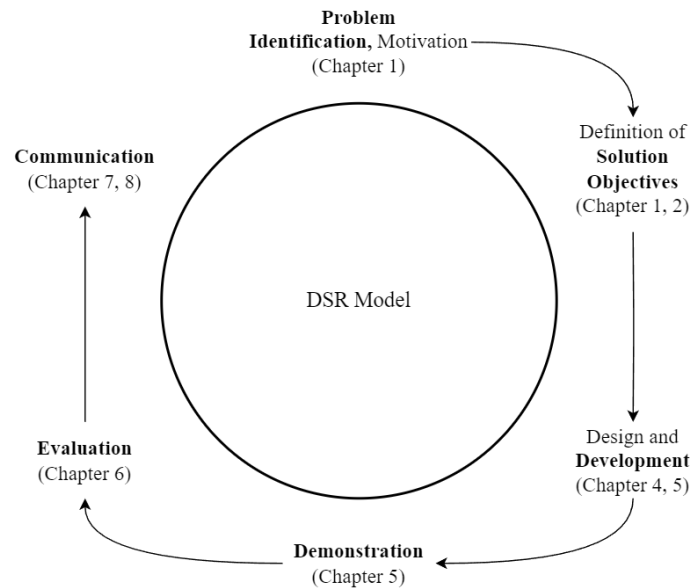 Problem
Identification, Motivation
(Chapter 1)
Definition of
Solution
Objectives
(Chapter 1, 2)
Communication
(Chapter 7, 8)
DSR Model
Design and
Development
(Chapter 4, 5)
Evaluation
(Chapter 6)
Demonstration
(Chapter 5)